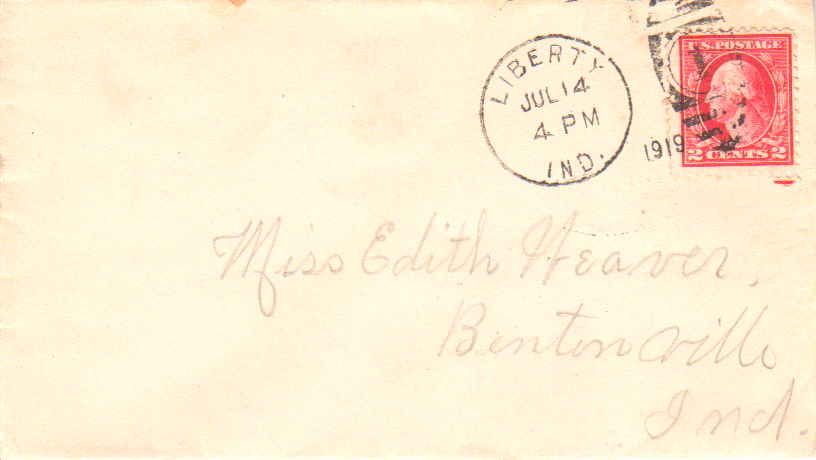 LIBERTY
JUL 14
4 PM
IND.
1919
U.S. POSTAGE
2 CENTS 2
Miss Edith Weaver,
Bentonville
Ind.